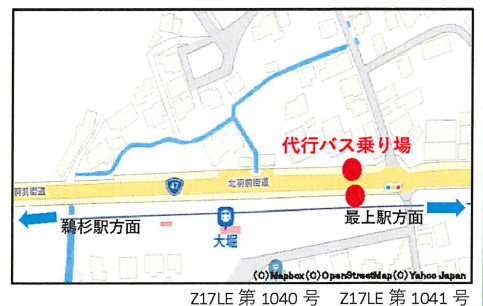 代行バス乗り場
羽前街道
47
北羽前街道
鵜杉駅方面
大堀
最上駅方面
(C)Mapbox(C)OpenStreetMap(C)Yahoo Japan
Z17LE 第 1040 号 Z17LE 第 1041 号